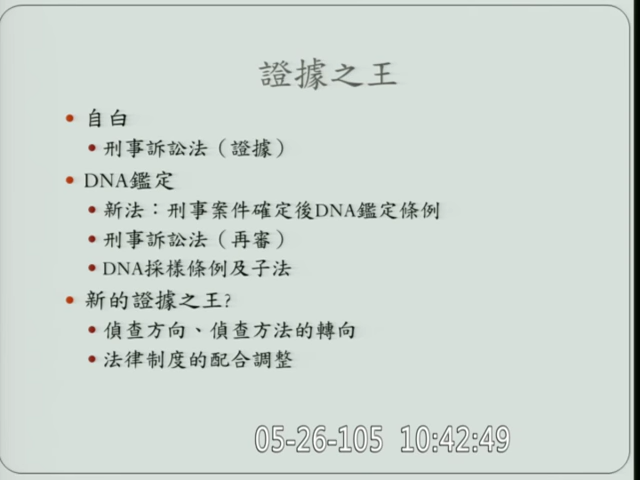 證據之王
自白
刑事訴訟法（證據）
DNA鑑定
新法：刑事案件確定後DNA鑑定條例
刑事訴訟法（再審）
DNA採樣條例及子法
新的證據之王?
偵查方向、偵查方法的轉向
法律制度的配合調整
05-26-105 10:42:49